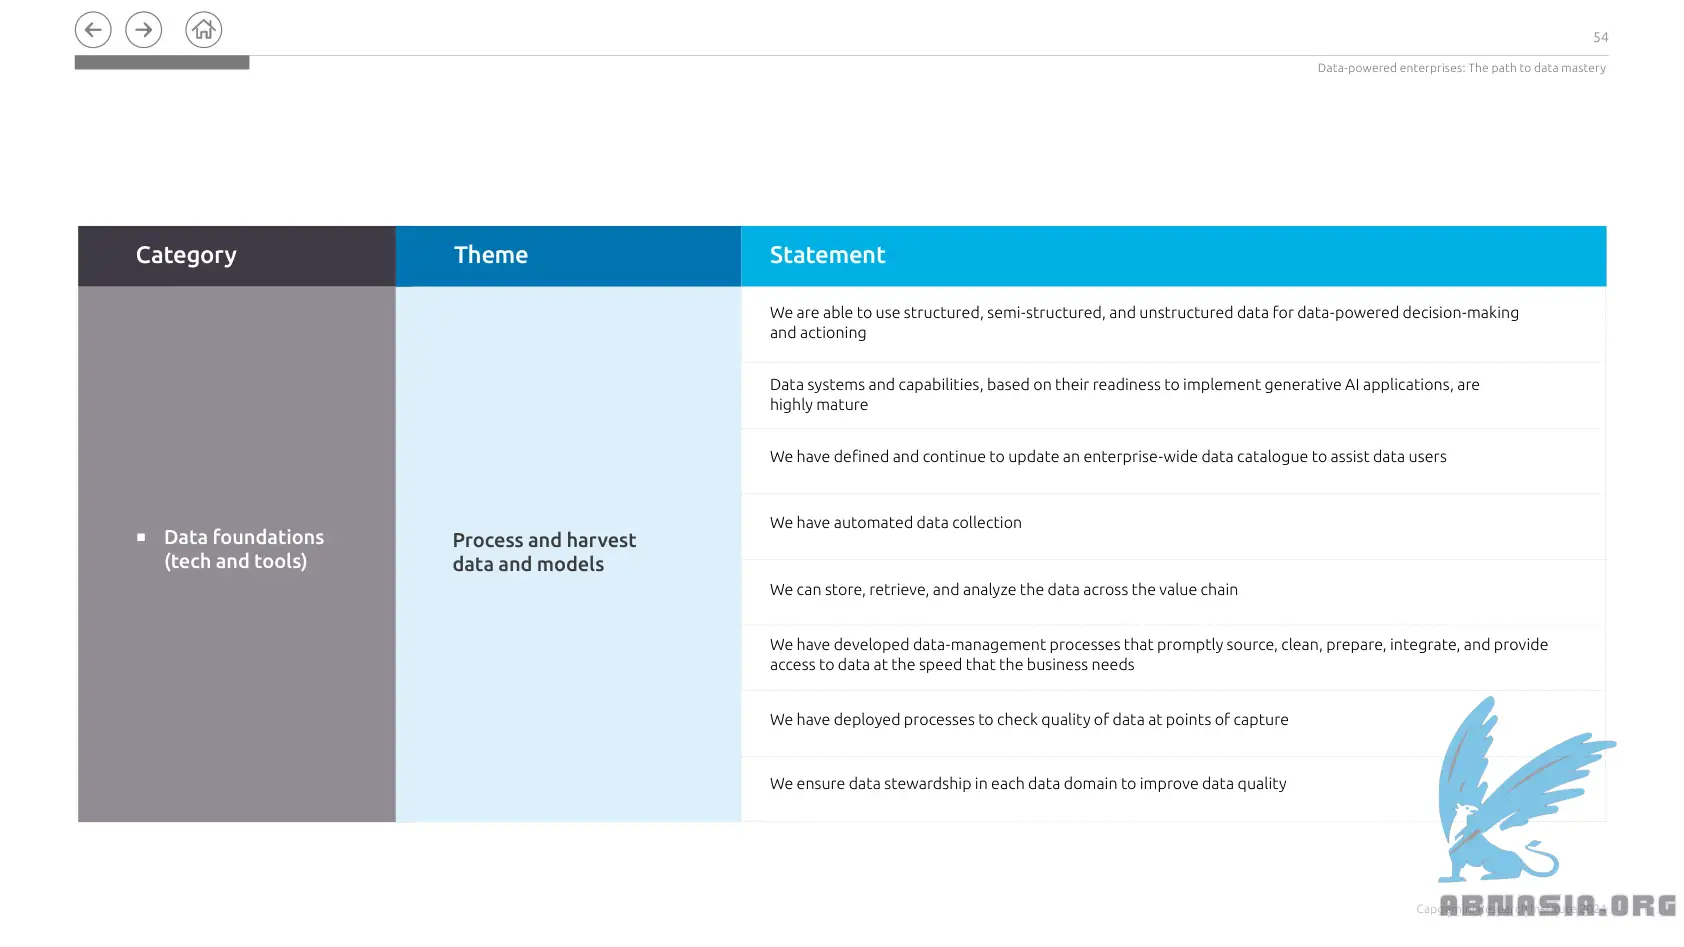 54
Data-powered enterprises: The path to data mastery
Category
Theme
Statement
Data foundations
(tech and tools)
Process and harvest
data and models
We are able to use structured, semi-structured, and unstructured data for data-powered decision-making
and actioning
Data systems and capabilities, based on their readiness to implement generative AI applications, are
highly mature
We have defined and continue to update an enterprise-wide data catalogue to assist data users
We have automated data collection
We can store, retrieve, and analyze the data across the value chain
We have developed data-management processes that promptly source, clean, prepare, integrate, and provide
access to data at the speed that the business needs
We have deployed processes to check quality of data at points of capture
We ensure data stewardship in each data domain to improve data quality
ABNASIA.ORG